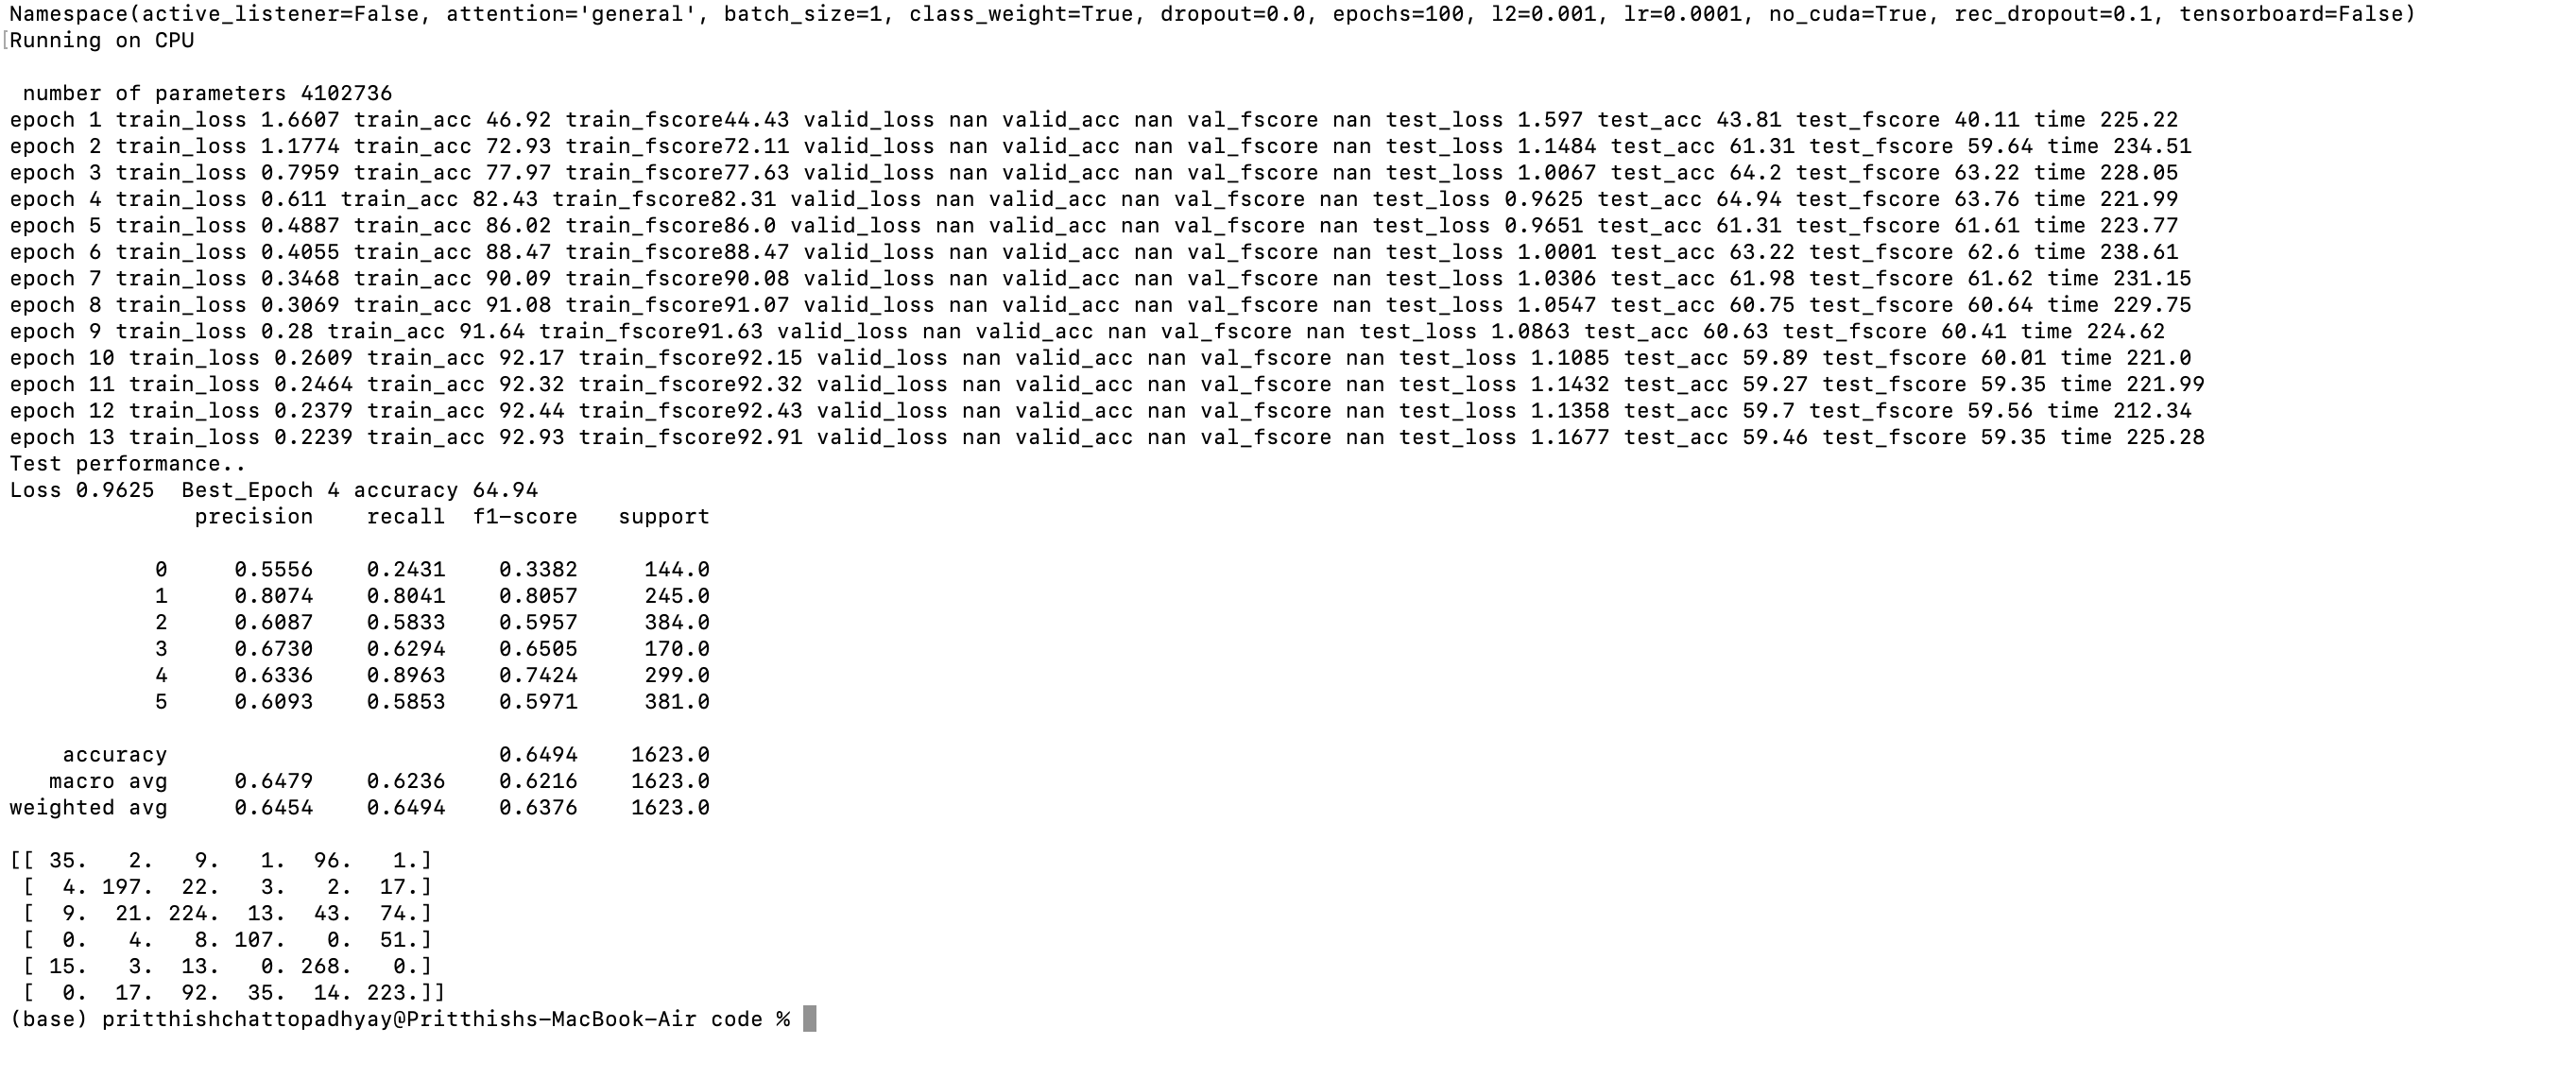 Namespace(active_listener=False, attention='general', batch_size=1, class_weight=True, dropout=0.0, epochs=100, l2=0.001, lr=0.0001, no_cuda=True, rec_dropout=0.1, tensorboard=False)
[Running on CPU
number of parameters 4102736
epoch 1 train_loss 1.6607 train_acc 46.92 train_fscore44.43 valid_loss nan valid_acc nan val_fscore nan test_loss 1.597 test_acc 43.81 test_fscore 40.11 time 225.22
epoch 2 train_loss 1.1774 train_acc 72.93 train_fscore72.11 valid_loss nan valid_acc nan val_fscore nan test_loss 1.1484 test_acc 61.31 test_fscore 59.64 time 234.51
epoch 3 train_loss 0.7959 train_acc 77.97 train_fscore77.63 valid_loss nan valid_acc nan val_fscore nan test_loss 1.0067 test_acc 64.2 test_fscore 63.22 time 228.05
epoch 4 train_loss 0.611 train_acc 82.43 train_fscore82.31 valid_loss nan valid_acc nan val_fscore nan test_loss 0.9625 test_acc 64.94 test_fscore 63.76 time 221.99
epoch 5 train_loss 0.4887 train_acc 86.02 train_fscore86.0 valid_loss nan valid_acc nan val_fscore nan test_loss 0.9651 test_acc 61.31 test_fscore 61.61 time 223.77
epoch 6 train_loss 0.4055 train_acc 88.47 train_fscore88.47 valid_loss nan valid_acc nan val_fscore nan test_loss 1.0001 test_acc 63.22 test_fscore 62.6 time 238.61
epoch 7 train_loss 0.3468 train_acc 90.09 train_fscore90.08 valid_loss nan valid_acc nan val_fscore nan test_loss 1.0306 test_acc 61.98 test_fscore 61.62 time 231.15
epoch 8 train_loss 0.3069 train_acc 91.08 train_fscore91.07 valid_loss nan valid_acc nan val_fscore nan test_loss 1.0547 test_acc 60.75 test_fscore 60.64 time 229.75
epoch 9 train_loss 0.28 train_acc 91.64 train_fscore91.63 valid_loss nan valid_acc nan val_fscore nan test_loss 1.0863 test_acc 60.63 test_fscore 60.41 time 224.62
epoch 10 train_loss 0.2609 train_acc 92.17 train_fscore92.15 valid_loss nan valid_acc nan val_fscore nan test_loss 1.1085 test_acc 59.89 test_fscore 60.01 time 221.0
epoch 11 train_loss 0.2464 train_acc 92.32 train_fscore92.32 valid_loss nan valid_acc nan val_fscore nan test_loss 1.1432 test_acc 59.27 test_fscore 59.35 time 221.99
epoch 12 train_loss 0.2379 train_acc 92.44 train_fscore92.43 valid_loss nan valid_acc nan val_fscore nan test_loss 1.1358 test_acc 59.7 test_fscore 59.56 time 212.34
epoch 13 train_loss 0.2239 train_acc 92.93 train_fscore92.91 valid_loss nan valid_acc nan val_fscore nan test_loss 1.1677 test_acc 59.46 test_fscore 59.35 time 225.28
Test performance..
Loss 0.9625  Best_Epoch 4 accuracy 64.94
precision    recall  f1-score   support
0     0.5556    0.2431    0.3382     144.0
1     0.8074    0.8041    0.8057     245.0
2     0.6087    0.5833    0.5957     384.0
3     0.6730    0.6294    0.6505     170.0
4     0.6336    0.8963    0.7424     299.0
5     0.6093    0.5853    0.5971     381.0
accuracy                         0.6494    1623.0
macro avg     0.6479    0.6236    0.6216    1623.0
weighted avg     0.6454    0.6494    0.6376    1623.0
[[ 35.   2.   9.   1.  96.   1.]
[  4. 197.  22.   3.   2.  17.]
[  9.  21. 224.  13.  43.  74.]
[  0.   4.   8. 107.   0.  51.]
[ 15.   3.  13.   0. 268.   0.]
[  0.  17.  92.  35.  14. 223.]]
(base) pritthishchattopadhyay@Pritthishs-MacBook-Air code %